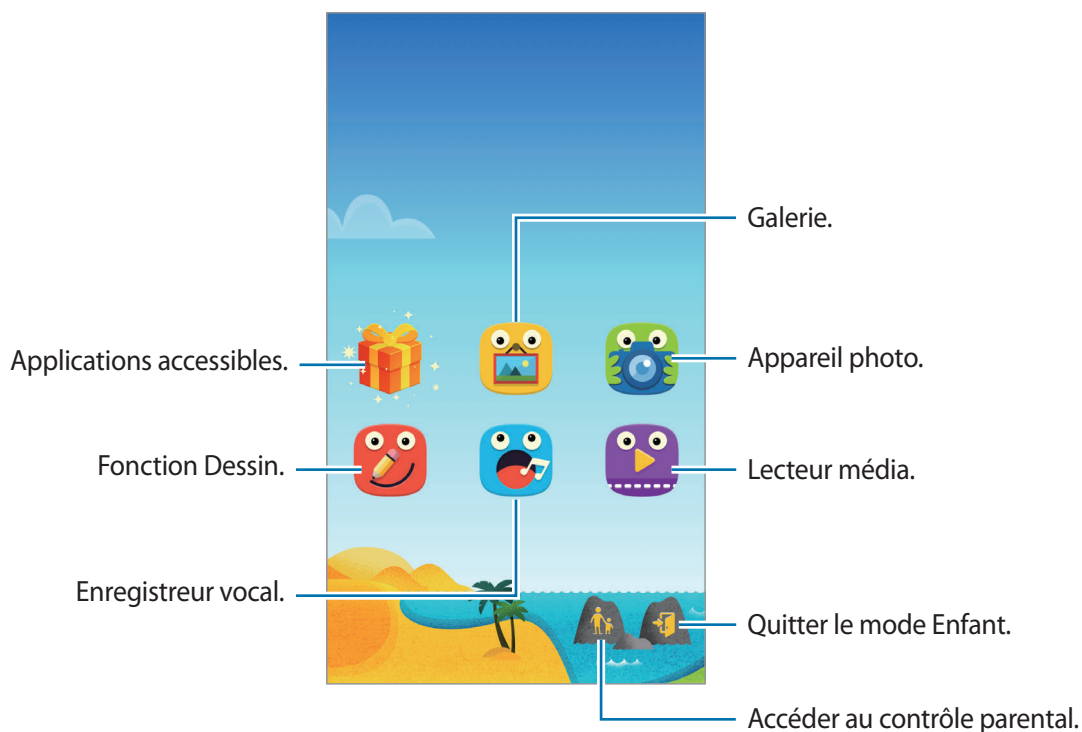 Galerie.
Applications accessibles.
Appareil photo.
Fonction Dessin.
Lecteur média.
Enregistreur vocal.
Quitter le mode Enfant.
Accéder au contrôle parental.